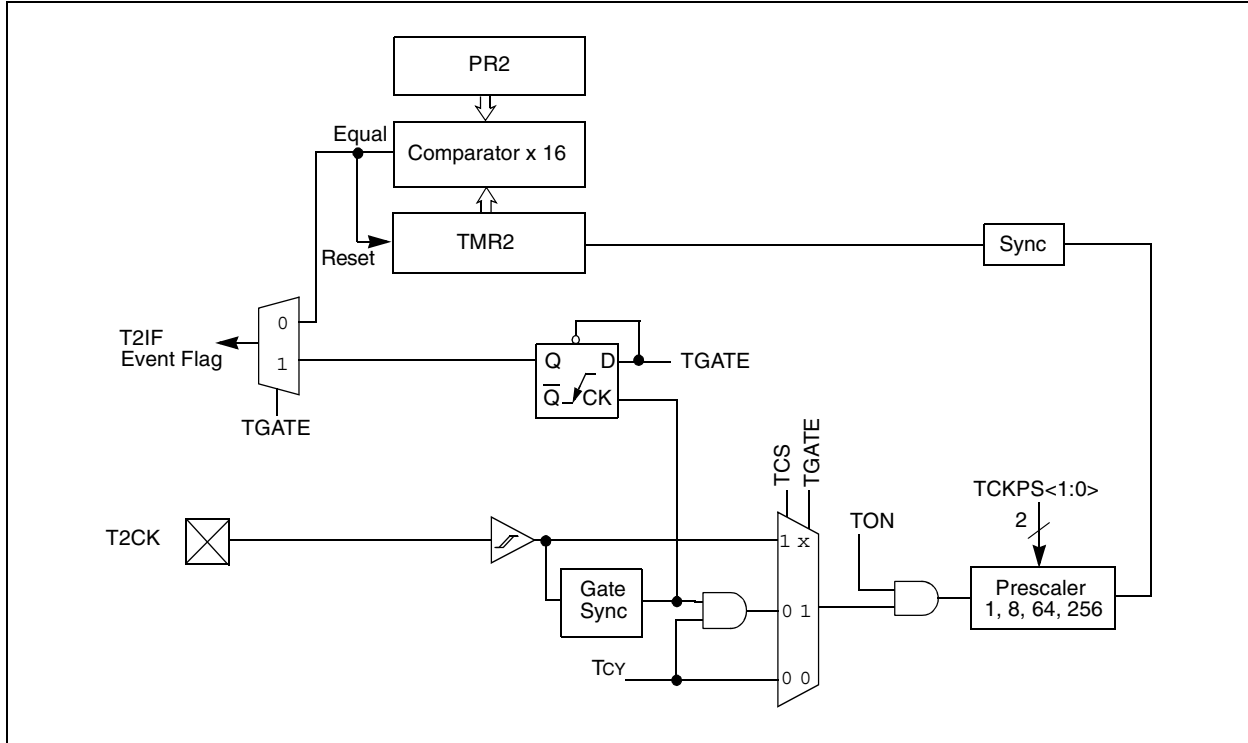 PR2
Equal
Comparator x 16
Reset
TMR2
Sync
T2IF
Event Flag
0
1
TGATE
Q
D
Q̅
CK
TGATE
TCS
TGATE
TCKPS<1:0>
2
TON
T2CK
1 x
Gate
Sync
0 1
Prescaler
1, 8, 64, 256
TCY
0 0